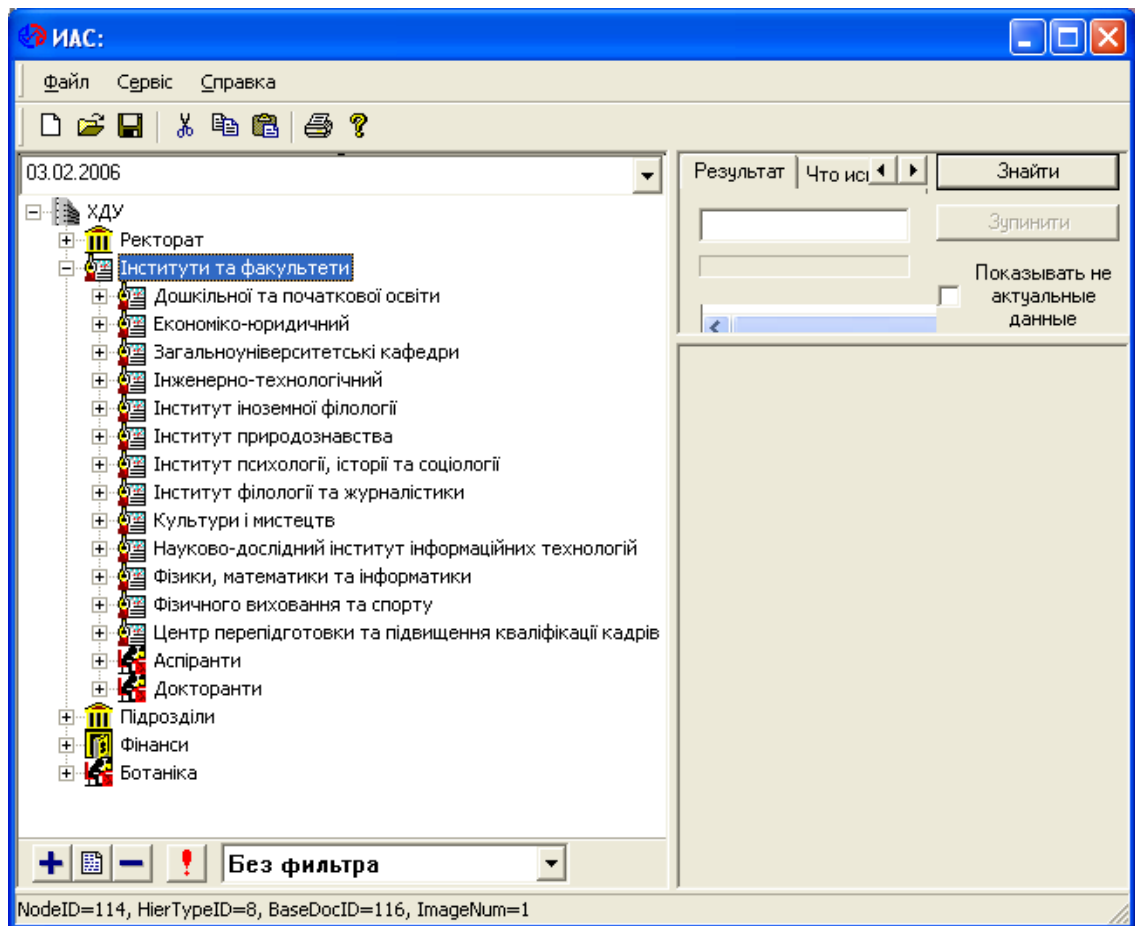 ИАС:
Файл Сервіс Справка
03.02.2006
ХДУ
Ректорат
Інститути та факультети
Дошкільної та початкової освіти
Економіко-юридичний
Загальноуніверситетські кафедри
Інженерно-технологічний
Інститут іноземної філології
Інститут природознавства
Інститут психології, історії та соціології
Інститут філології та журналістики
Культури і мистецтв
Науково-дослідний інститут інформаційних технологій
Фізики, математики та інформатики
Фізичного виховання та спорту
Центр перепідготовки та підвищення кваліфікації кадрів
Аспіранти
Докторанти
Підрозділи
Фінанси
Ботаніка
Без фильтра
Результат Что
Знайти
Зупинити
Показывать не
актуальные
данные
NodeID=114, HierTypeID=8, BaseDocID=116, ImageNum=1